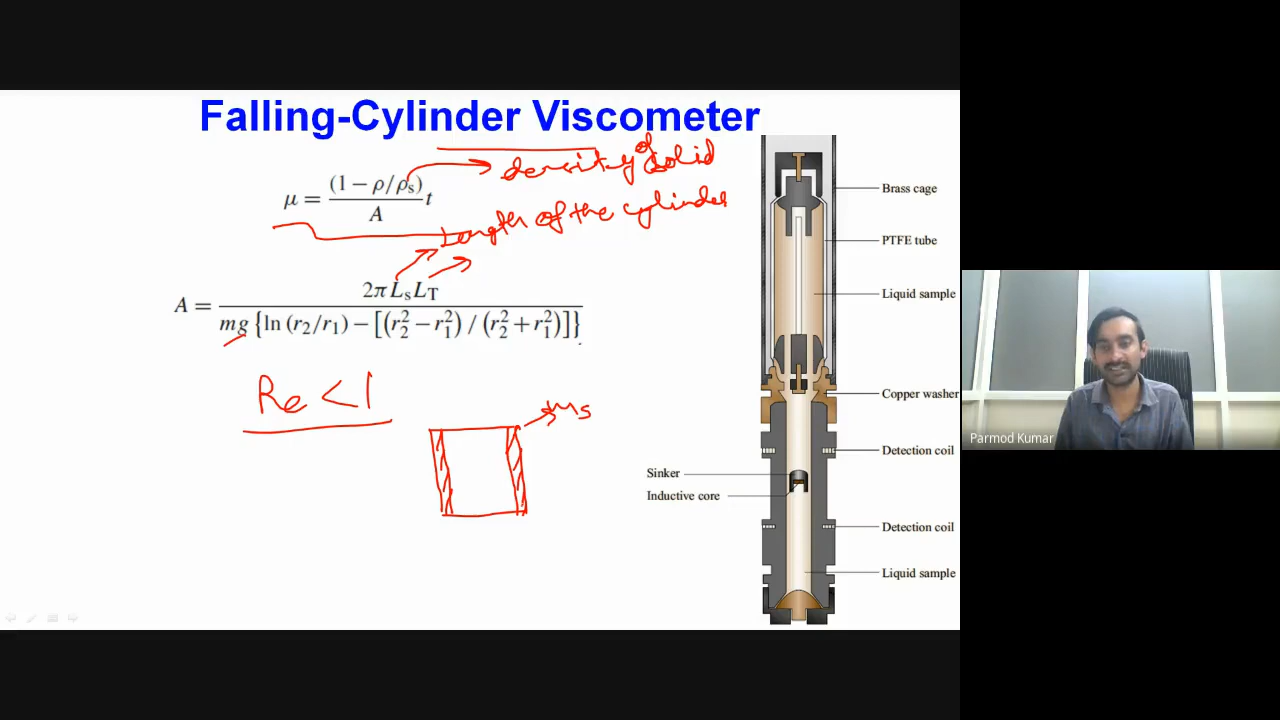 Falling-Cylinder Viscometer
density of solid
μ = (1 − ρ/ρₛ) / A t
Length of the cylinder
A = 2π LₛL_T / mg {ln (r₂/r₁) − [(r₂² − r₁²) / (r₂² + r₁²)]}
Re < 1
Brass cage
PTFE tube
Liquid sample
Copper washer
Detection coil
Sinker
Inductive core
Detection coil
Liquid sample
Parmod Kumar